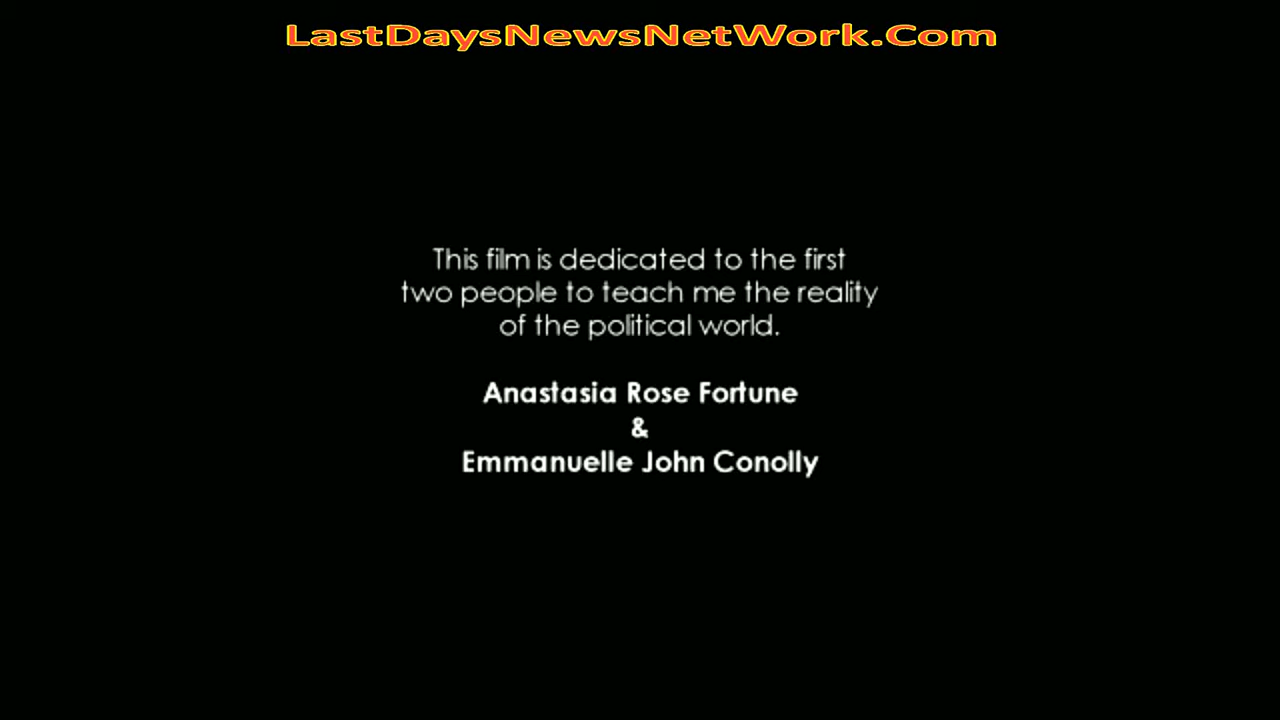 LastDaysNewsNetWork.Com
This film is dedicated to the first
two people to teach me the reality
of the political world.
Anastasia Rose Fortune
&
Emmanuelle John Conolly